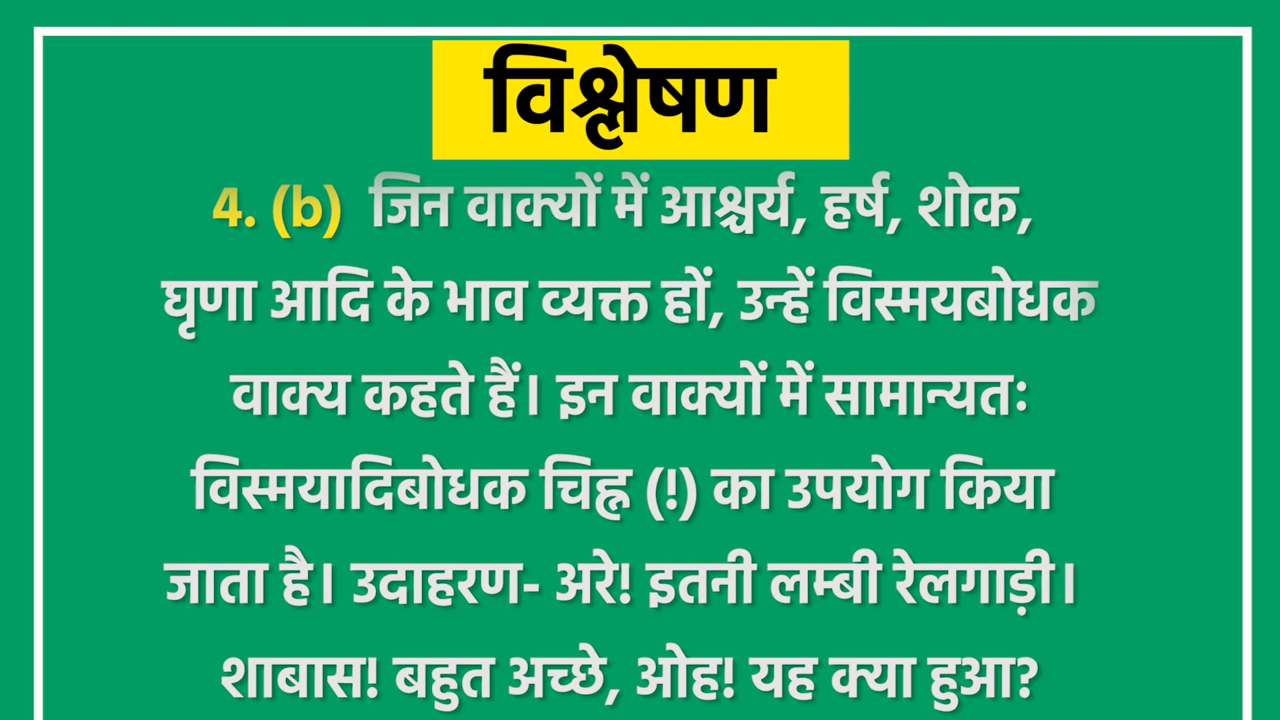 विश्लेषण
4. (b) जिन वाक्यों में आश्चर्य, हर्ष, शोक,
घृणा आदि के भाव व्यक्त हों, उन्हें विस्मयबोधक
वाक्य कहते हैं। इन वाक्यों में सामान्यतः
विस्मयादिबोधक चिह्न (!) का उपयोग किया
जाता है। उदाहरण- अरे! इतनी लम्बी रेलगाड़ी।
शाबास! बहुत अच्छे, ओह! यह क्या हुआ?